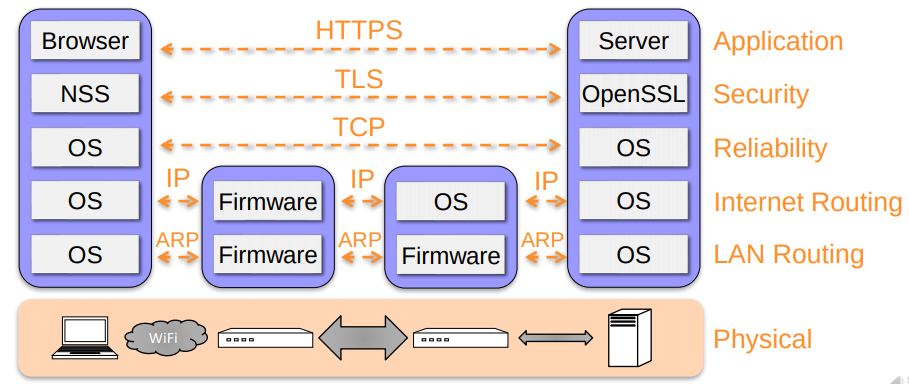 HTTPS
Browser Server Application
TLS
NSS OpenSSL Security
TCP
OS OS Reliability
IP IP IP
OS Firmware OS OS Internet Routing
ARP ARP ARP
OS Firmware Firmware OS LAN Routing
WiFi
Physical